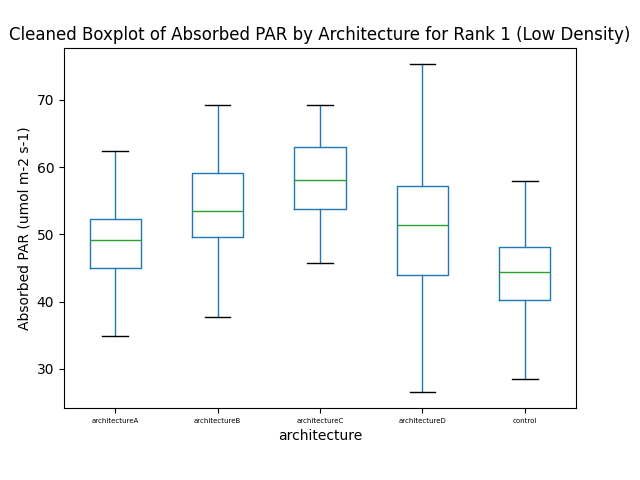 Cleaned Boxplot of Absorbed PAR by Architecture for Rank 1 (Low Density)
Absorbed PAR (umol m-2 s-1)
70
60
50
40
30
architectureA architectureB architectureC architectureD control
architecture